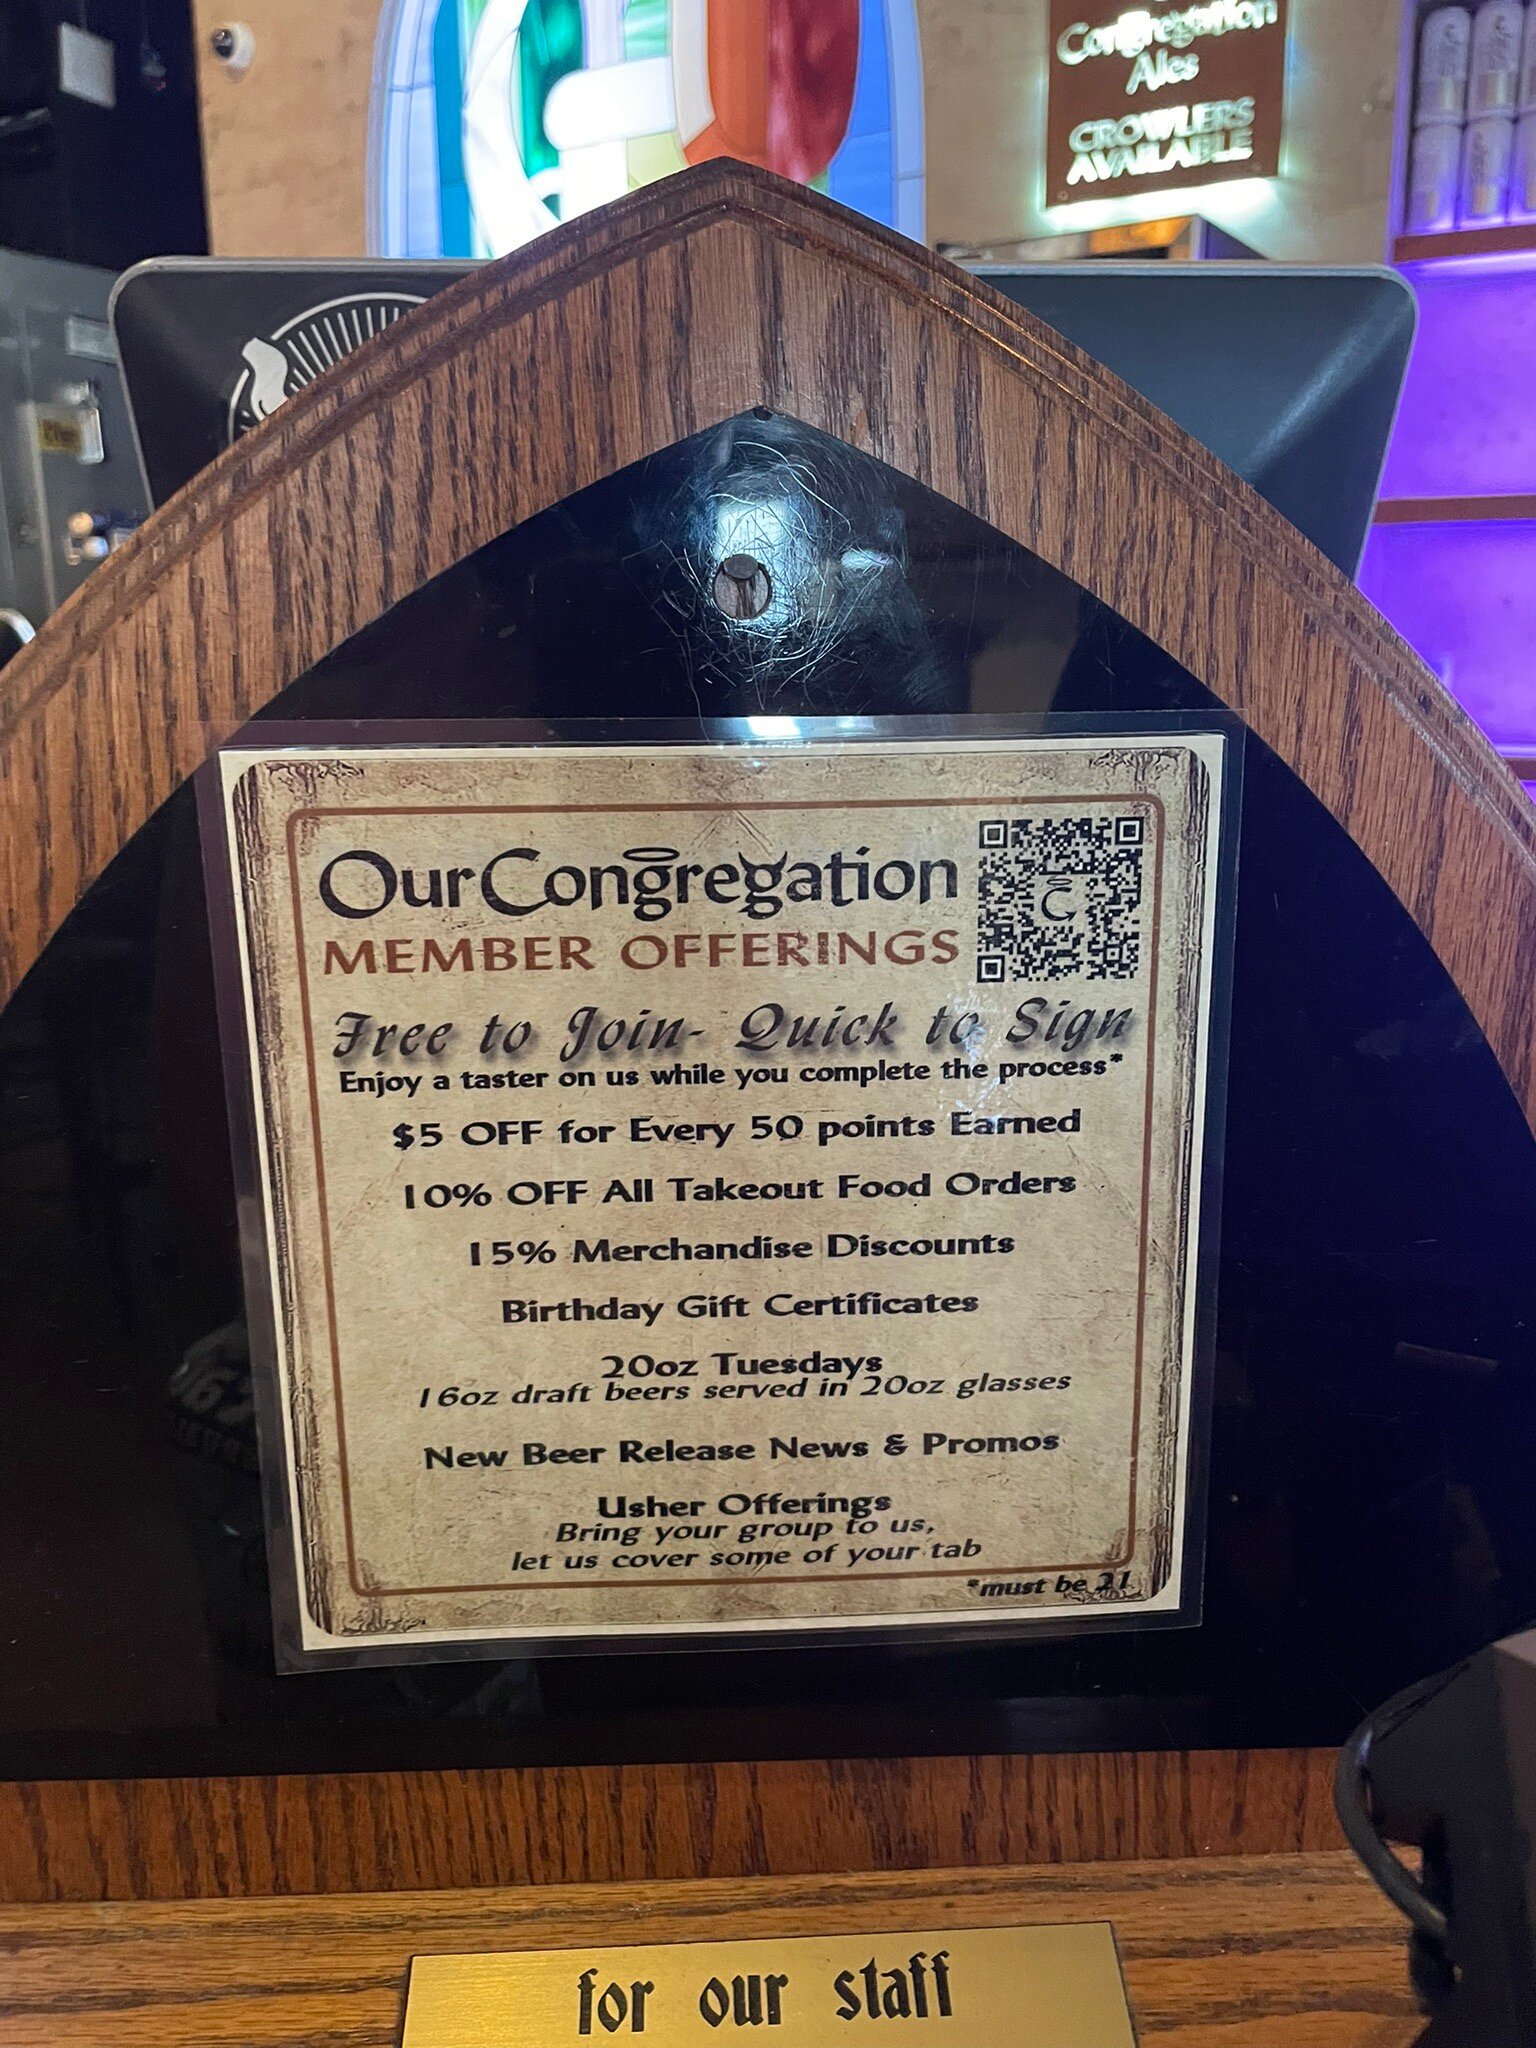 Congregation
Ales
CROWLERS
AVAILABLE
OurCongregation
MEMBER OFFERINGS
Free to Join- Quick to Sign
Enjoy a taster on us while you complete the process*
$5 OFF for Every 50 points Earned
10% OFF All Takeout Food Orders
15% Merchandise Discounts
Birthday Gift Certificates
20oz Tuesdays
16oz draft beers served in 20oz glasses
New Beer Release News & Promos
Usher Offerings
Bring your group to us,
let us cover some of your tab
*must be 21
for our staff